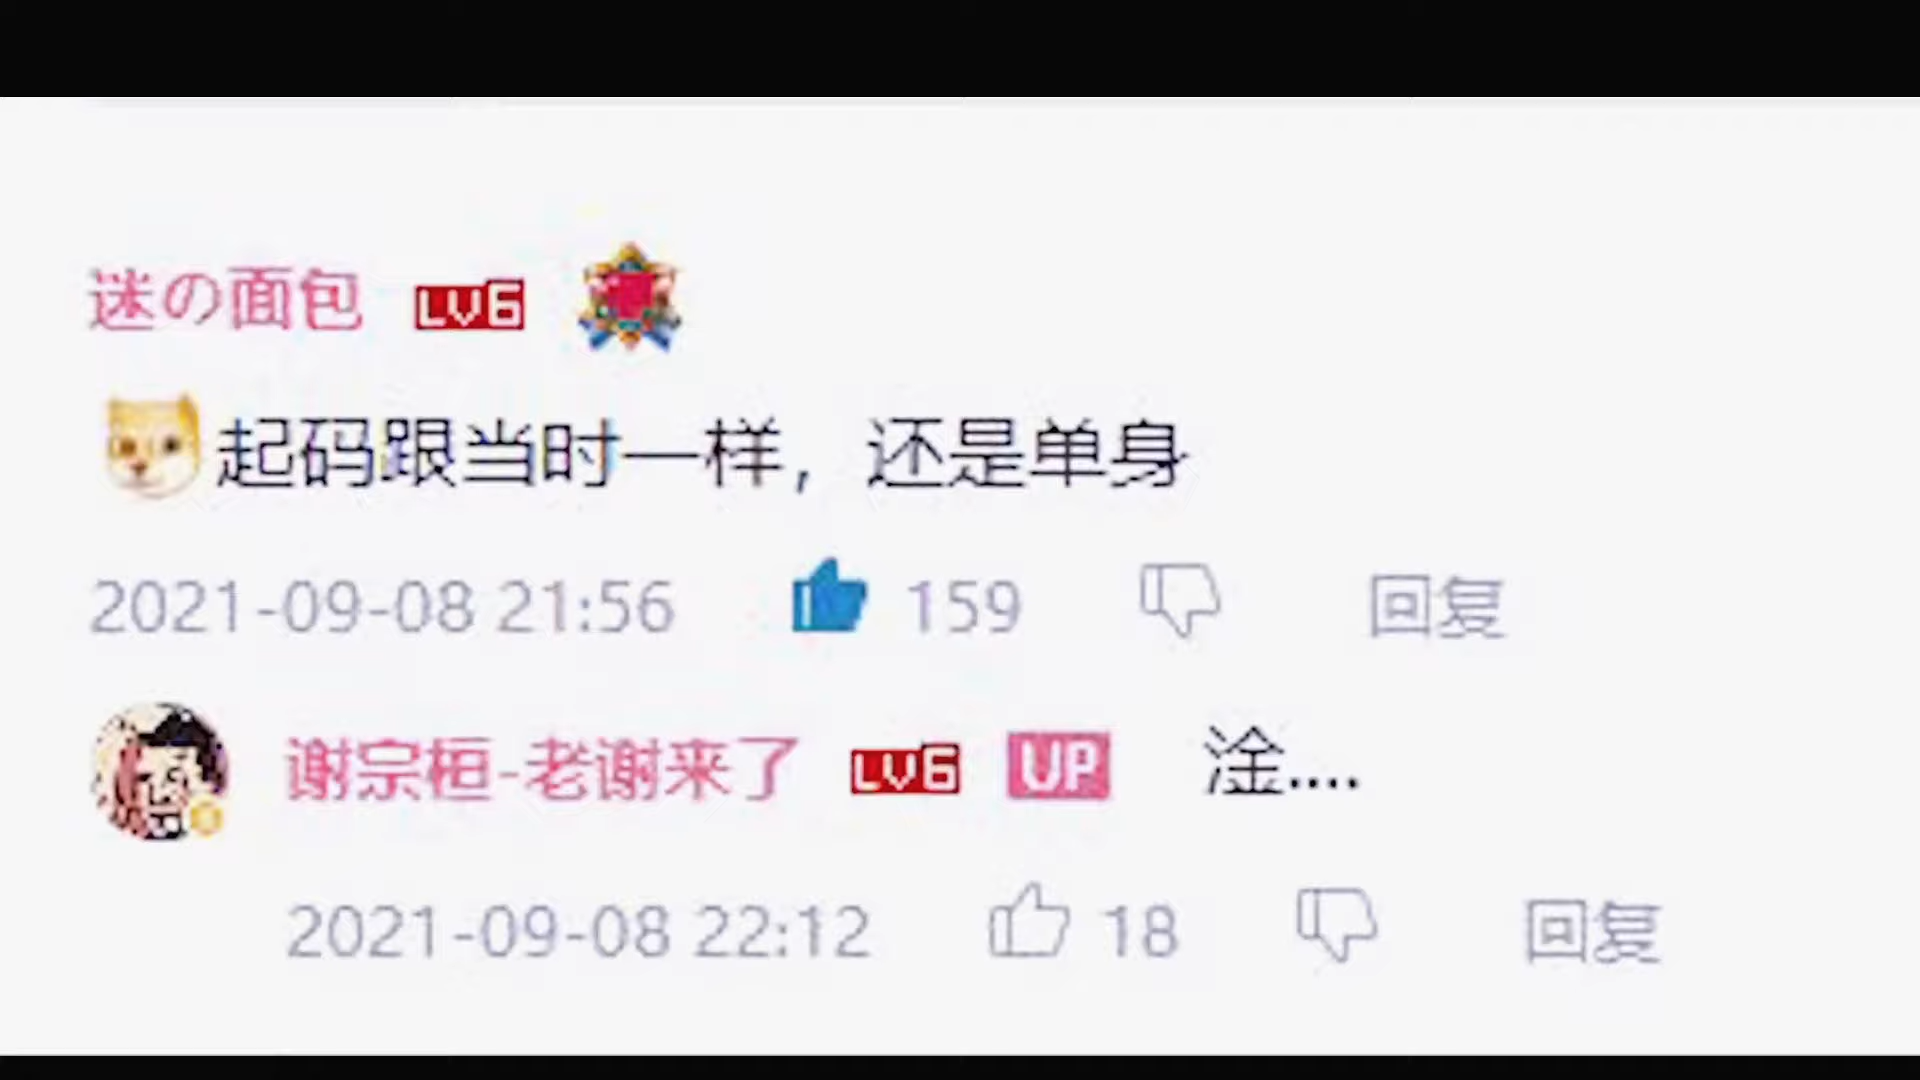 迷の面包 LV6
起码跟当时一样，还是单身
2021-09-08 21:56 159 回复
谢宗桓-老谢来了 LV6 UP 淦....
2021-09-08 22:12 18 回复